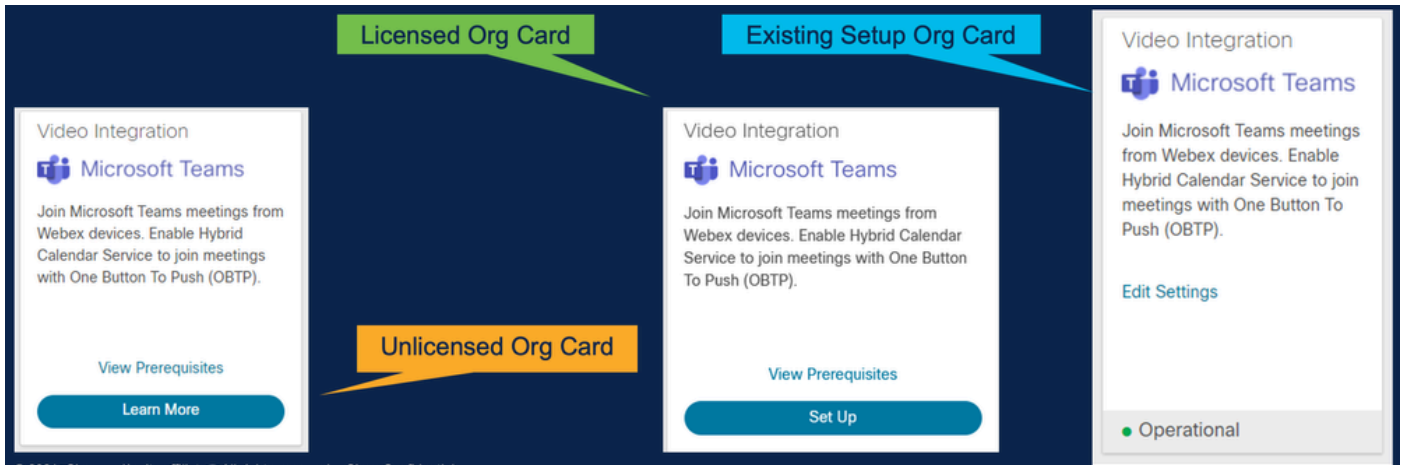 Licensed Org Card
Existing Setup Org Card
Video Integration
Microsoft Teams
Join Microsoft Teams meetings from
Webex devices. Enable Hybrid
Calendar Service to join meetings
with One Button To Push (OBTP).
View Prerequisites
Learn More
Unlicensed Org Card
Video Integration
Microsoft Teams
Join Microsoft Teams meetings from
Webex devices. Enable Hybrid Calendar
Service to join meetings with One Button
To Push (OBTP).
View Prerequisites
Set Up
Video Integration
Microsoft Teams
Join Microsoft Teams meetings
from Webex devices. Enable
Hybrid Calendar Service to join
meetings with One Button To
Push (OBTP).
Edit Settings
Operational